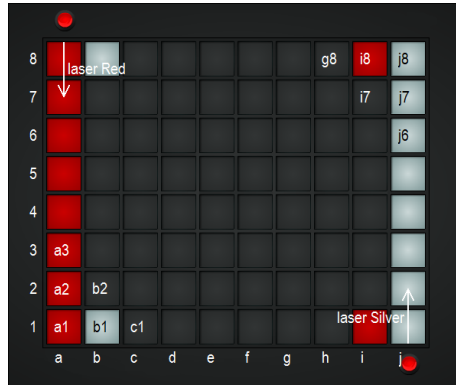 8 g8 i8 j8
laser Red
7 i7 j7
6 j6
5
4
3 a3
2 a2 b2
laser Silver
1 a1 b1 c1
a b c d e f g h i j